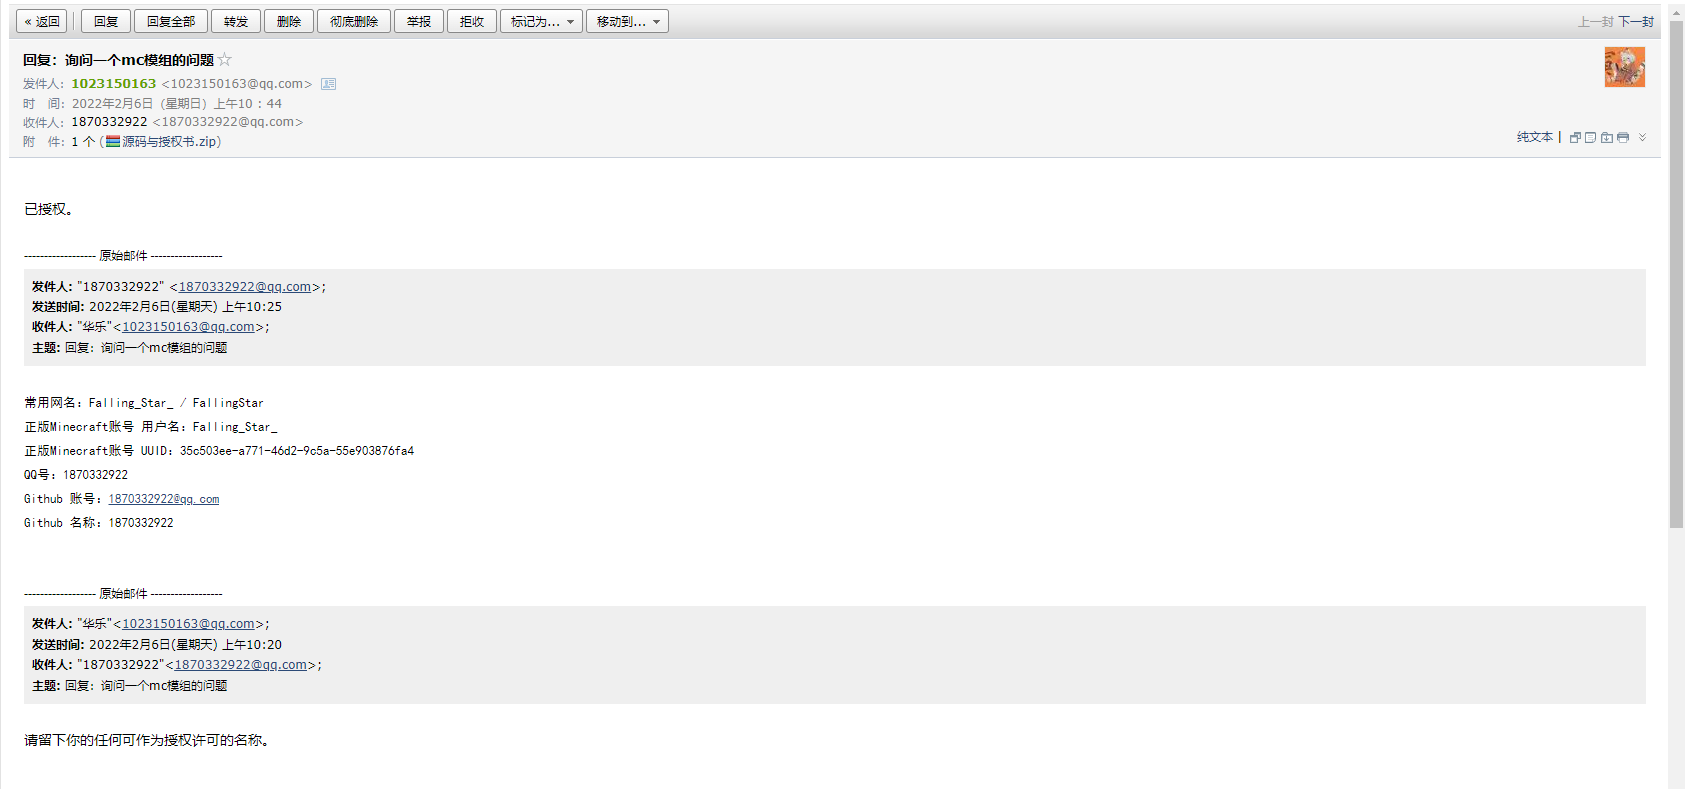 « 返回 回复 回复全部 转发 删除 彻底删除 举报 拒收 标记为... 移动到... 上一封 下一封
回复：询问一个mc模组的问题
发件人：1023150163 <1023150163@qq.com>
时　间：2022年2月6日（星期日）上午10：44
收件人：1870332922 <1870332922@qq.com>
附　件：1 个 (源码与授权书.zip)
纯文本 |
已授权。
------------------ 原始邮件 ------------------
发件人: "1870332922" <1870332922@qq.com>;
发送时间: 2022年2月6日(星期天) 上午10:25
收件人: "华乐"<1023150163@qq.com>;
主题: 回复：询问一个mc模组的问题
常用网名：Falling_Star_ / FallingStar
正版Minecraft账号 用户名：Falling_Star_
正版Minecraft账号 UUID：35c503ee-a771-46d2-9c5a-55e903876fa4
QQ号：1870332922
Github 账号：1870332922@qq.com
Github 名称：1870332922
------------------ 原始邮件 ------------------
发件人: "华乐"<1023150163@qq.com>;
发送时间: 2022年2月6日(星期天) 上午10:20
收件人: "1870332922"<1870332922@qq.com>;
主题: 回复：询问一个mc模组的问题
请留下你的任何可作为授权许可的名称。